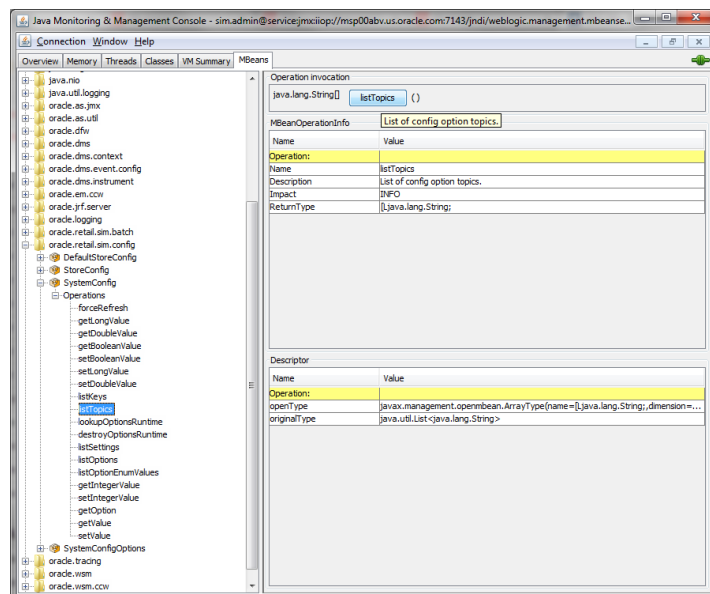 Java Monitoring & Management Console - sim.admin@service:jmx:iiop://msp00abv.us.oracle.com:7143/jndi/weblogic.management.mbeanse...
Connection Window Help
Overview Memory Threads Classes VM Summary MBeans
java.nio
java.util.logging
oracle.as.jmx
oracle.as.util
oracle.dfw
oracle.dms
oracle.dms.context
oracle.dms.event.config
oracle.dms.instrument
oracle.em.ccw
oracle.jrf.server
oracle.logging
oracle.retail.sim.batch
oracle.retail.sim.config
DefaultStoreConfig
StoreConfig
SystemConfig
Operations
forceRefresh
getLongValue
getDoubleValue
getBooleanValue
setBooleanValue
setLongValue
setDoubleValue
listKeys
listTopics
lookupOptionsRuntime
destroyOptionsRuntime
listSettings
listOptions
listOptionEnumValues
getIntegerValue
setIntegerValue
getOption
getValue
setValue
SystemConfigOptions
oracle.tracing
oracle.wsm
oracle.wsm.ccw
Operation invocation
java.lang.String[] listTopics ()
List of config option topics.
MBeanOperationInfo
Name Value
Operation:
Name listTopics
Description List of config option topics.
Impact INFO
ReturnType [Ljava.lang.String;
Descriptor
Name Value
Operation:
openType javax.management.openmbean.ArrayType(name=[Ljava.lang.String;,dimension=...
originalType java.util.List<java.lang.String>